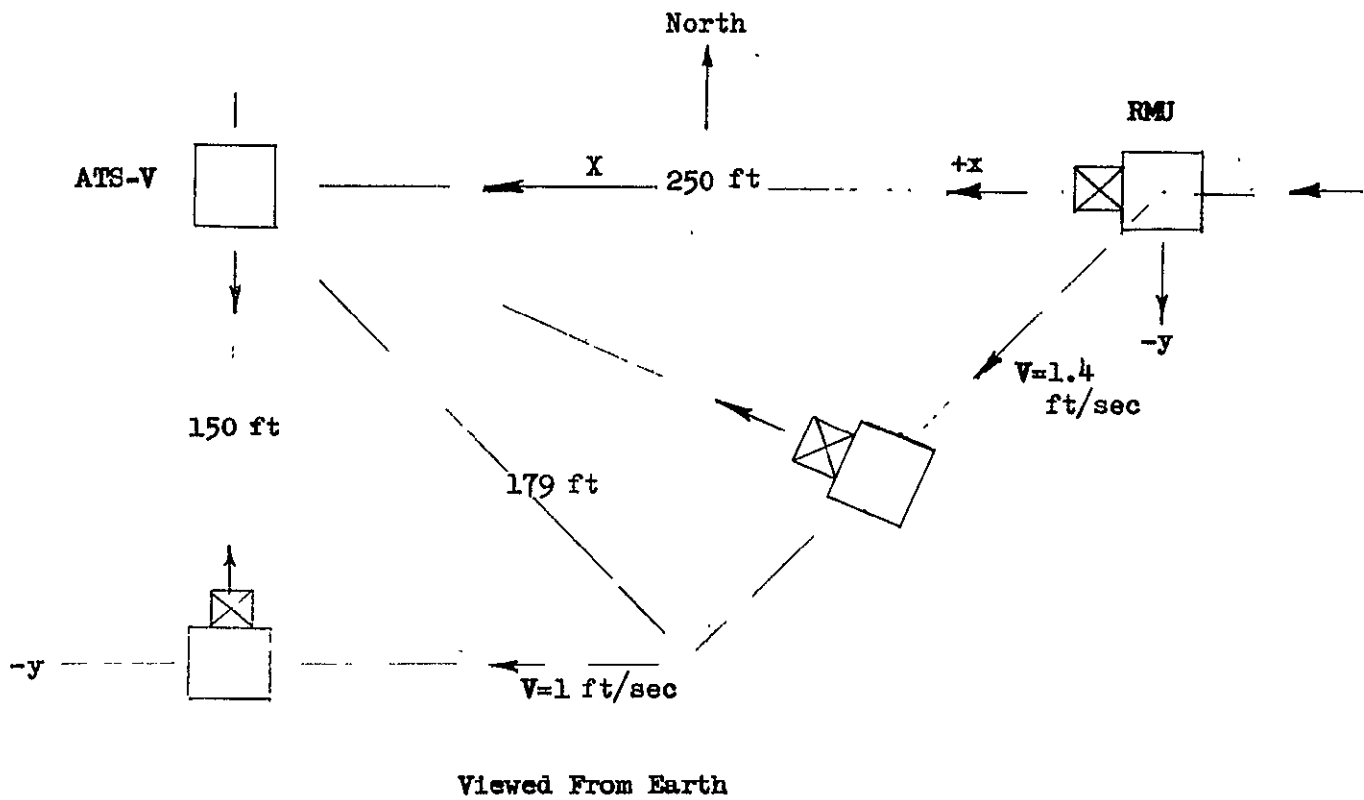 North
RMU
ATS-V
X
250 ft
+x
-y
V=1.4
ft/sec
150 ft
179 ft
-y
V=1 ft/sec
Viewed From Earth